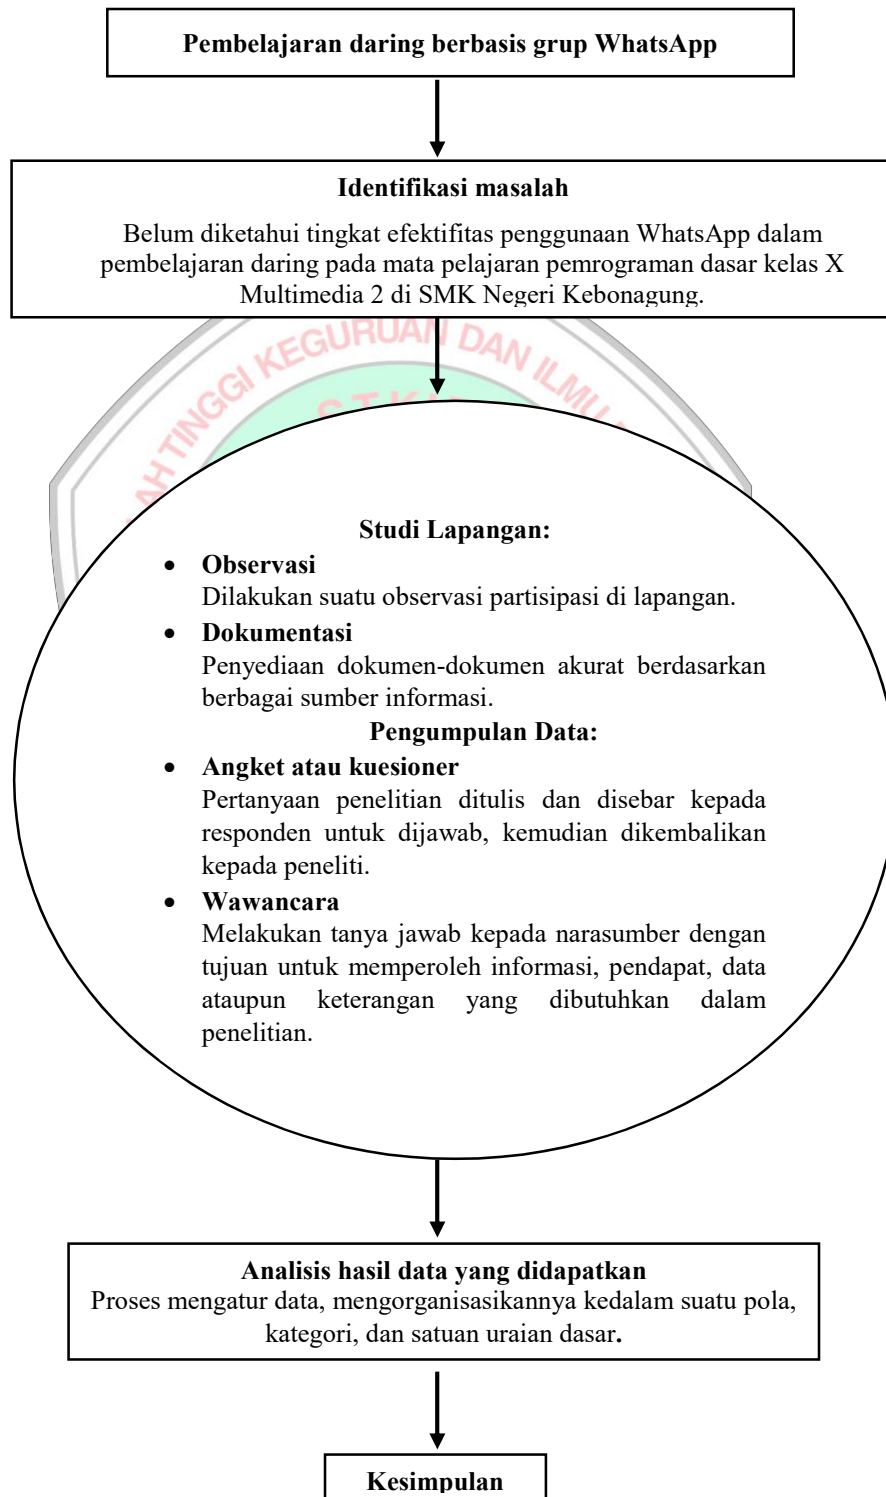 Pembelajaran daring berbasis grup WhatsApp
Identifikasi masalah
Belum diketahui tingkat efektifitas penggunaan WhatsApp dalam
pembelajaran daring pada mata pelajaran pemrograman dasar kelas X
Multimedia 2 di SMK Negeri Kebonagung.
TINGGI KEGURUAN DAN ILMU
Studi Lapangan:
• Observasi
Dilakukan suatu observasi partisipasi di lapangan.
• Dokumentasi
Penyediaan dokumen-dokumen akurat berdasarkan
berbagai sumber informasi.
Pengumpulan Data:
• Angket atau kuesioner
Pertanyaan penelitian ditulis dan disebar kepada
responden untuk dijawab, kemudian dikembalikan
kepada peneliti.
• Wawancara
Melakukan tanya jawab kepada narasumber dengan
tujuan untuk memperoleh informasi, pendapat, data
ataupun keterangan yang dibutuhkan dalam
penelitian.
Analisis hasil data yang didapatkan
Proses mengatur data, mengorganisasikannya kedalam suatu pola,
kategori, dan satuan uraian dasar.
Kesimpulan